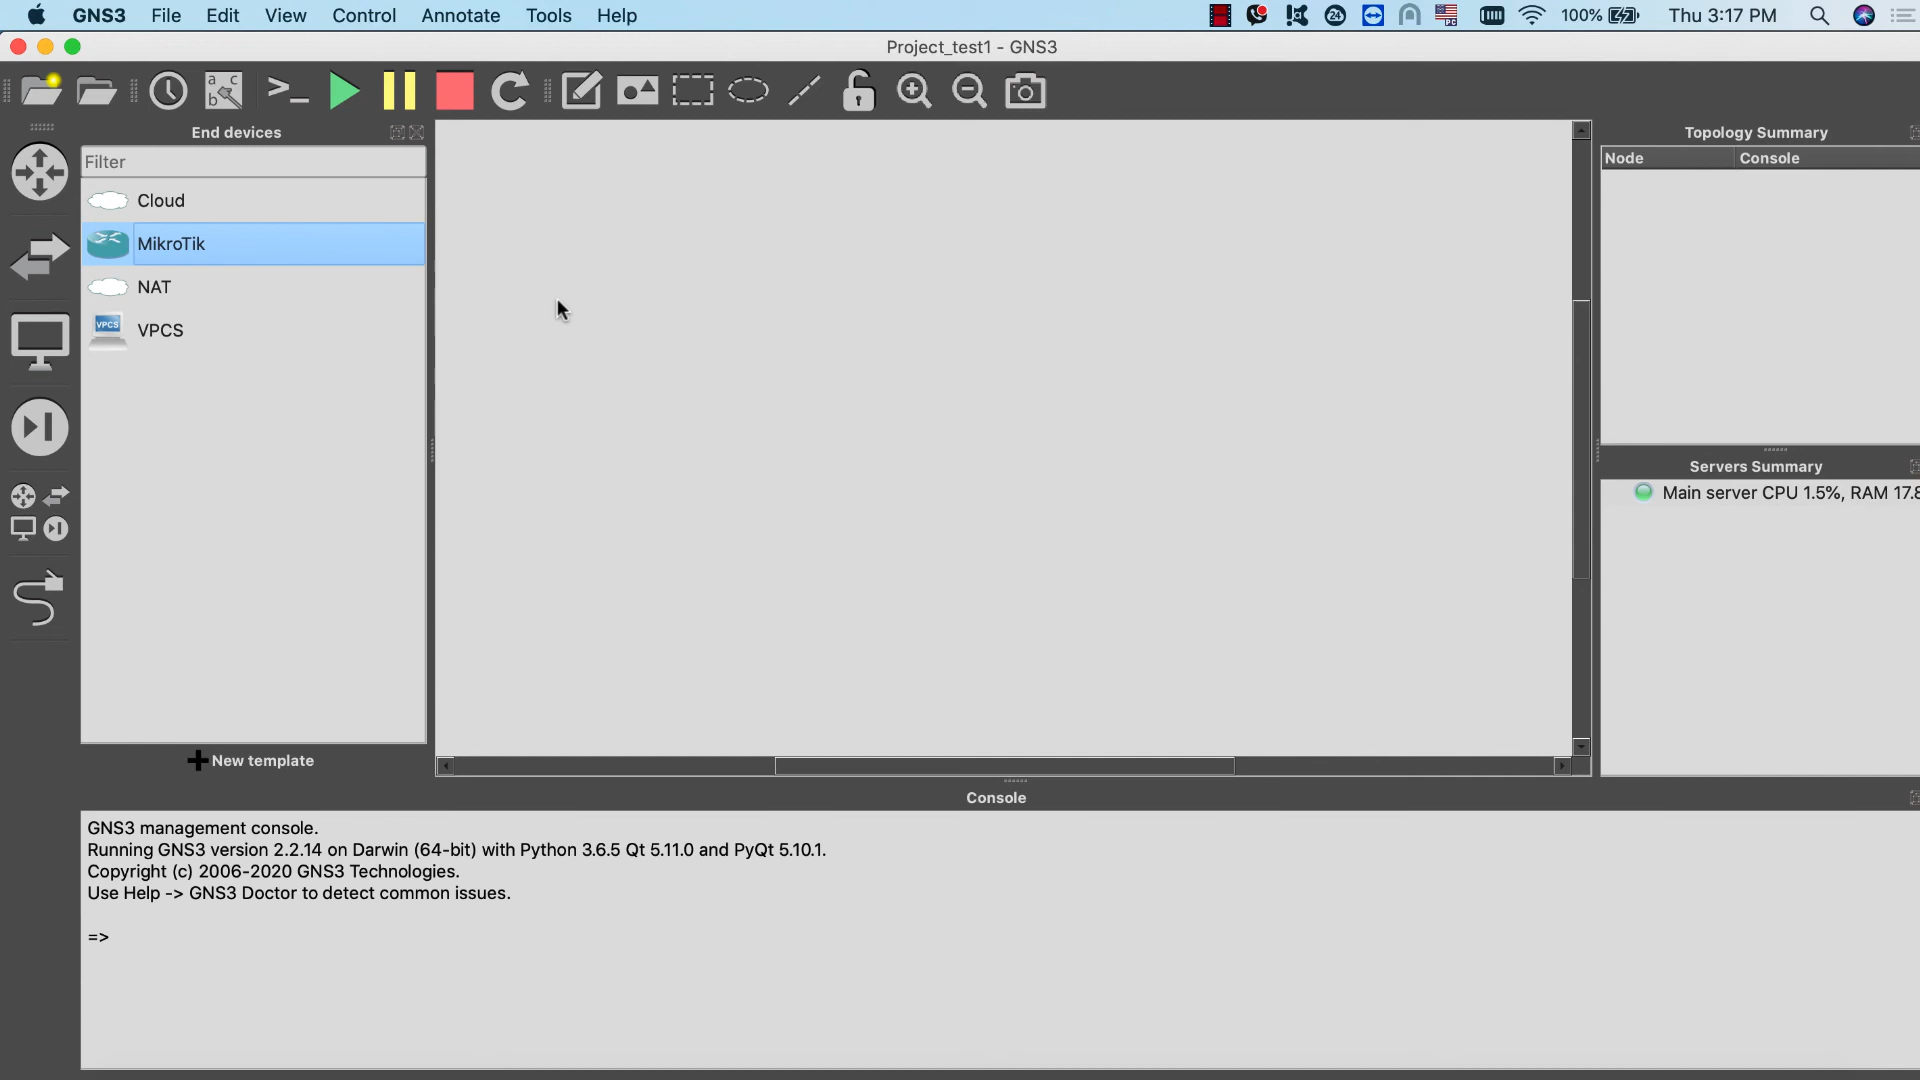 GNS3 File Edit View Control Annotate Tools Help 24 100% Thu 3:17 PM
Project_test1 - GNS3
a c
b
>_
End devices
Filter
Cloud
MikroTik
NAT
VPCS
VPCS
New template
Topology Summary
Node Console
Servers Summary
Main server CPU 1.5%, RAM 17.8
Console
GNS3 management console.
Running GNS3 version 2.2.14 on Darwin (64-bit) with Python 3.6.5 Qt 5.11.0 and PyQt 5.10.1.
Copyright (c) 2006-2020 GNS3 Technologies.
Use Help -> GNS3 Doctor to detect common issues.
=>